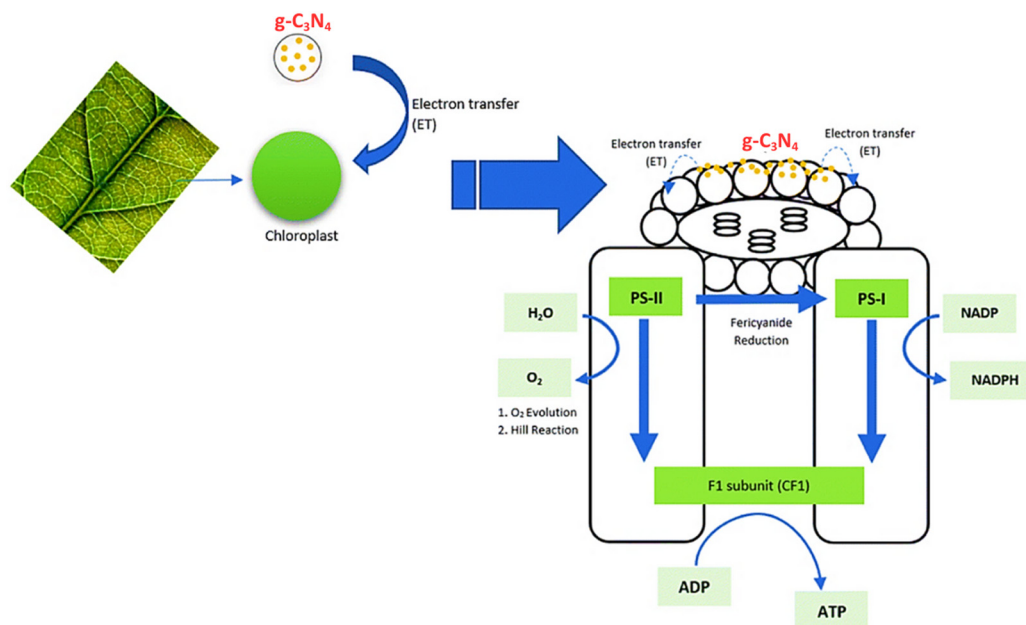 g-C₃N₄
Electron transfer
(ET)
Chloroplast
Electron transfer
(ET)
g-C₃N₄
Electron transfer
(ET)
PS-II
PS-I
H₂O
Fericyanide
Reduction
NADP
O₂
NADPH
1. O₂ Evolution
2. Hill Reaction
F1 subunit (CF1)
ADP
ATP